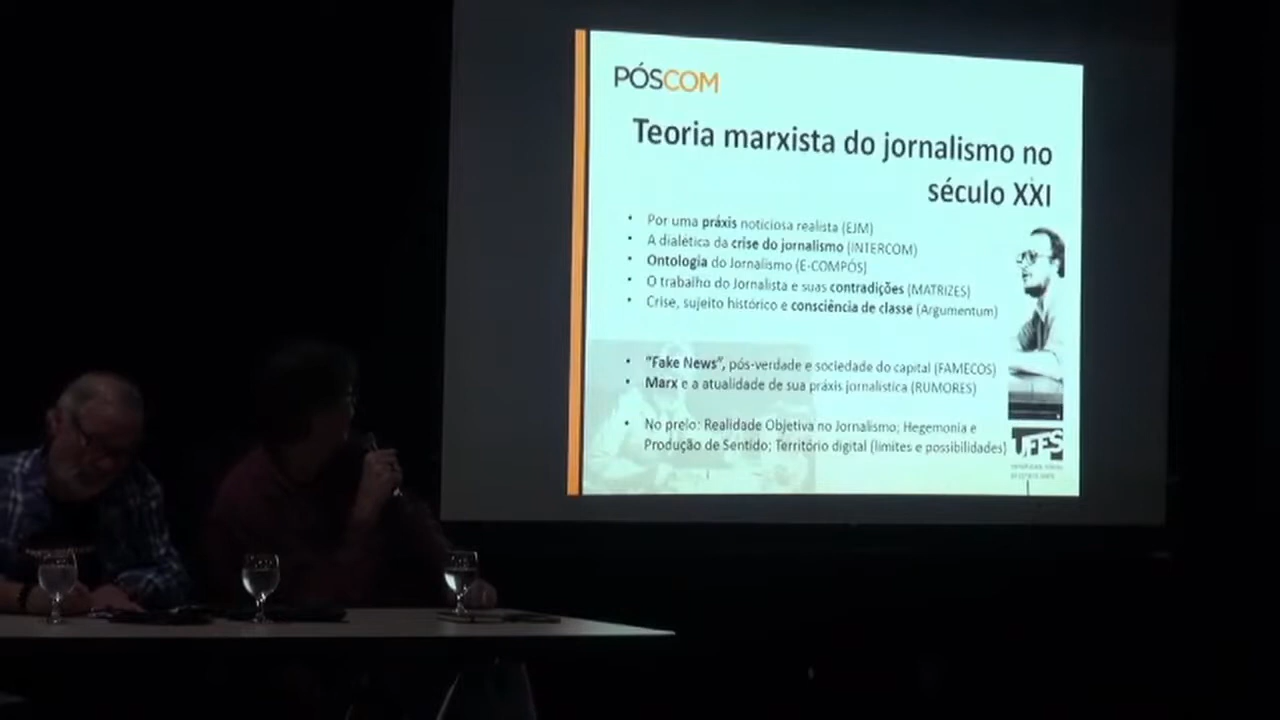 PÓSCOM
Teoria marxista do jornalismo no
século XXI
• Por uma práxis noticiosa realista (EJM)
• A dialética da crise do jornalismo (INTERCOM)
• Ontologia do Jornalismo (E-COMPÓS)
• O trabalho do Jornalista e suas contradições (MATRIZES)
• Crise, sujeito histórico e consciência de classe (Argumentum)
• "Fake News", pós-verdade e sociedade do capital (FAMECOS)
• Marx e a atualidade de sua práxis jornalística (RUMORES)
• No prelo: Realidade Objetiva no Jornalismo; Hegemonia e
Produção de Sentido; Território digital (limites e possibilidades)
UFES